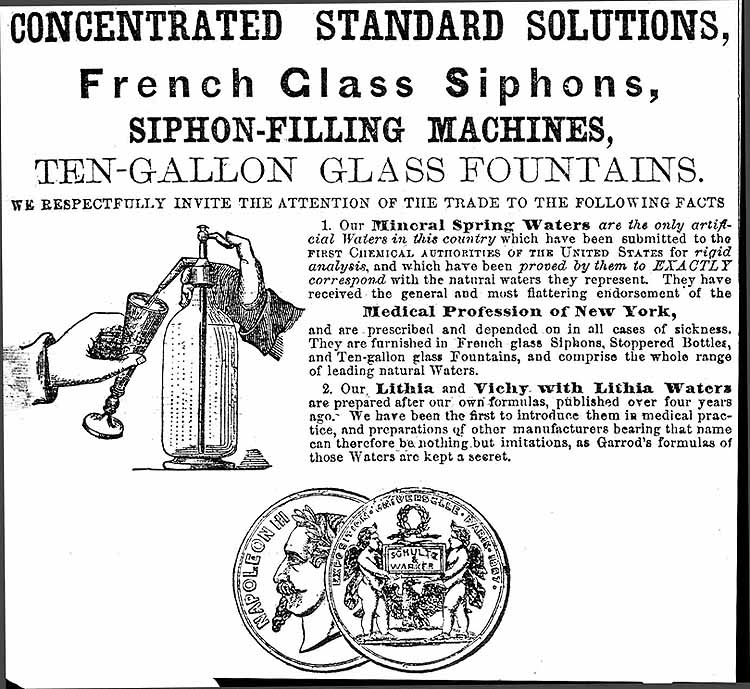 CONCENTRATED STANDARD SOLUTIONS,
French Glass Siphons,
SIPHON-FILLING MACHINES,
TEN-GALLON GLASS FOUNTAINS.
WE RESPECTFULLY INVITE THE ATTENTION OF THE TRADE TO THE FOLLOWING FACTS
1. Our Mineral Spring Waters are the only artifi-
cial Waters in this country which have been submitted to the
FIRST CHEMICAL AUTHORITIES OF THE UNITED STATES for rigid
analysis, and which have been proved by them to EXACTLY
correspond with the natural waters they represent. They have
received the general and most flattering endorsement of the
Medical Profession of New York,
and are prescribed and depended on in all cases of sickness.
They are furnished in French glass Siphons, Stoppered Bottles,
and Ten-gallon glass Fountains, and comprise the whole range
of leading natural Waters.
2. Our Lithia and Vichy with Lithia Waters
are prepared after our own formulas, published over four years
ago. We have been the first to introduce them in medical prac-
tice, and preparations of other manufacturers bearing that name
can therefore be nothing but imitations, as Garrod's formulas of
those Waters are kept a secret.
NAPOLEON III
EXPOSITION UNIVERSELLE PARIS 1867
SCHULTZ
&
WARKER